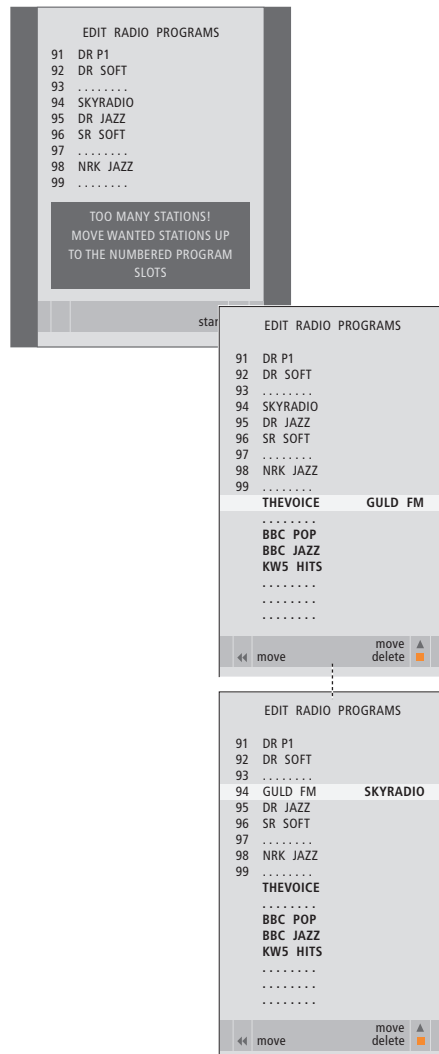 EDIT RADIO PROGRAMS
91 DR P1
92 DR SOFT
93 . . . . . . . .
94 SKYRADIO
95 DR JAZZ
96 SR SOFT
97 . . . . . . . .
98 NRK JAZZ
99 . . . . . . . .
TOO MANY STATIONS!
MOVE WANTED STATIONS UP
TO THE NUMBERED PROGRAM
SLOTS
star
EDIT RADIO PROGRAMS
91 DR P1
92 DR SOFT
93 . . . . . . . .
94 SKYRADIO
95 DR JAZZ
96 SR SOFT
97 . . . . . . . .
98 NRK JAZZ
99 . . . . . . . .
THEVOICE GULD FM
. . . . . . . .
BBC POP
BBC JAZZ
KW5 HITS
. . . . . . . .
. . . . . . . .
. . . . . . . .
move ▲
◀◀ move delete ■
EDIT RADIO PROGRAMS
91 DR P1
92 DR SOFT
93 . . . . . . . .
94 GULD FM SKYRADIO
95 DR JAZZ
96 SR SOFT
97 . . . . . . . .
98 NRK JAZZ
99 . . . . . . . .
THEVOICE
. . . . . . . .
BBC POP
BBC JAZZ
KW5 HITS
. . . . . . . .
. . . . . . . .
. . . . . . . .
move ▲
◀◀ move delete ■